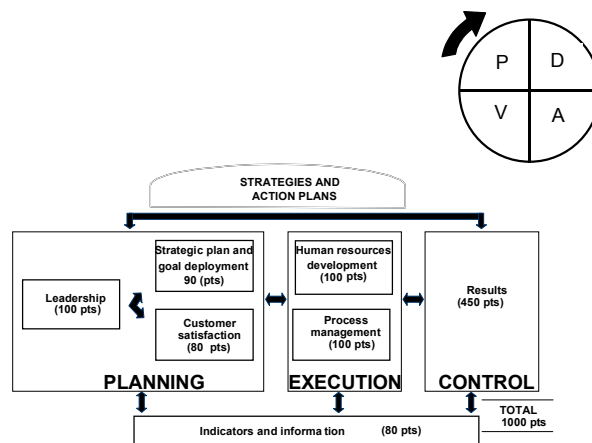 P D
V A
STRATEGIES AND
ACTION PLANS
Strategic plan and
goal deployment
90 (pts)
Leadership
(100 pts)
Customer
satisfaction
(80 pts)
PLANNING
Human resources
development
(100 pts)
Process
management
(100 pts)
EXECUTION
Results
(450 pts)
CONTROL
Indicators and information (80 pts)
TOTAL
1000 pts